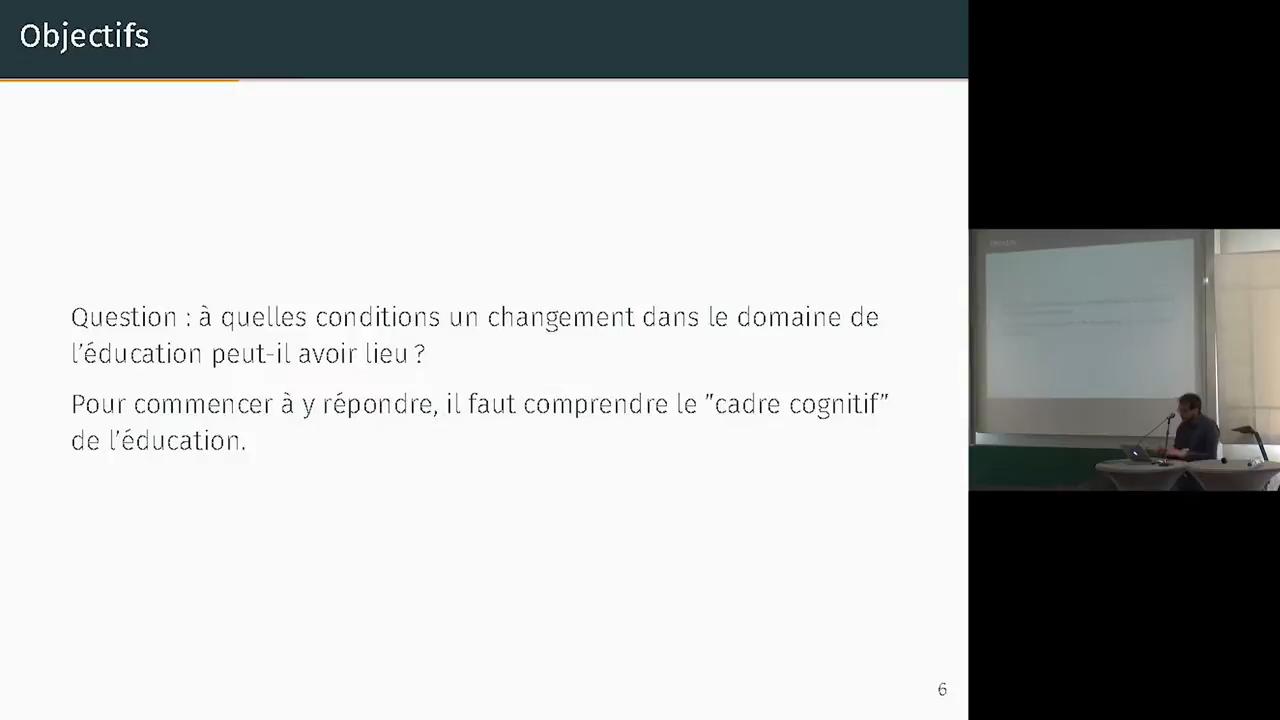 Objectifs
Question : à quelles conditions un changement dans le domaine de
l'éducation peut-il avoir lieu ?
Pour commencer à y répondre, il faut comprendre le "cadre cognitif"
de l'éducation.
6